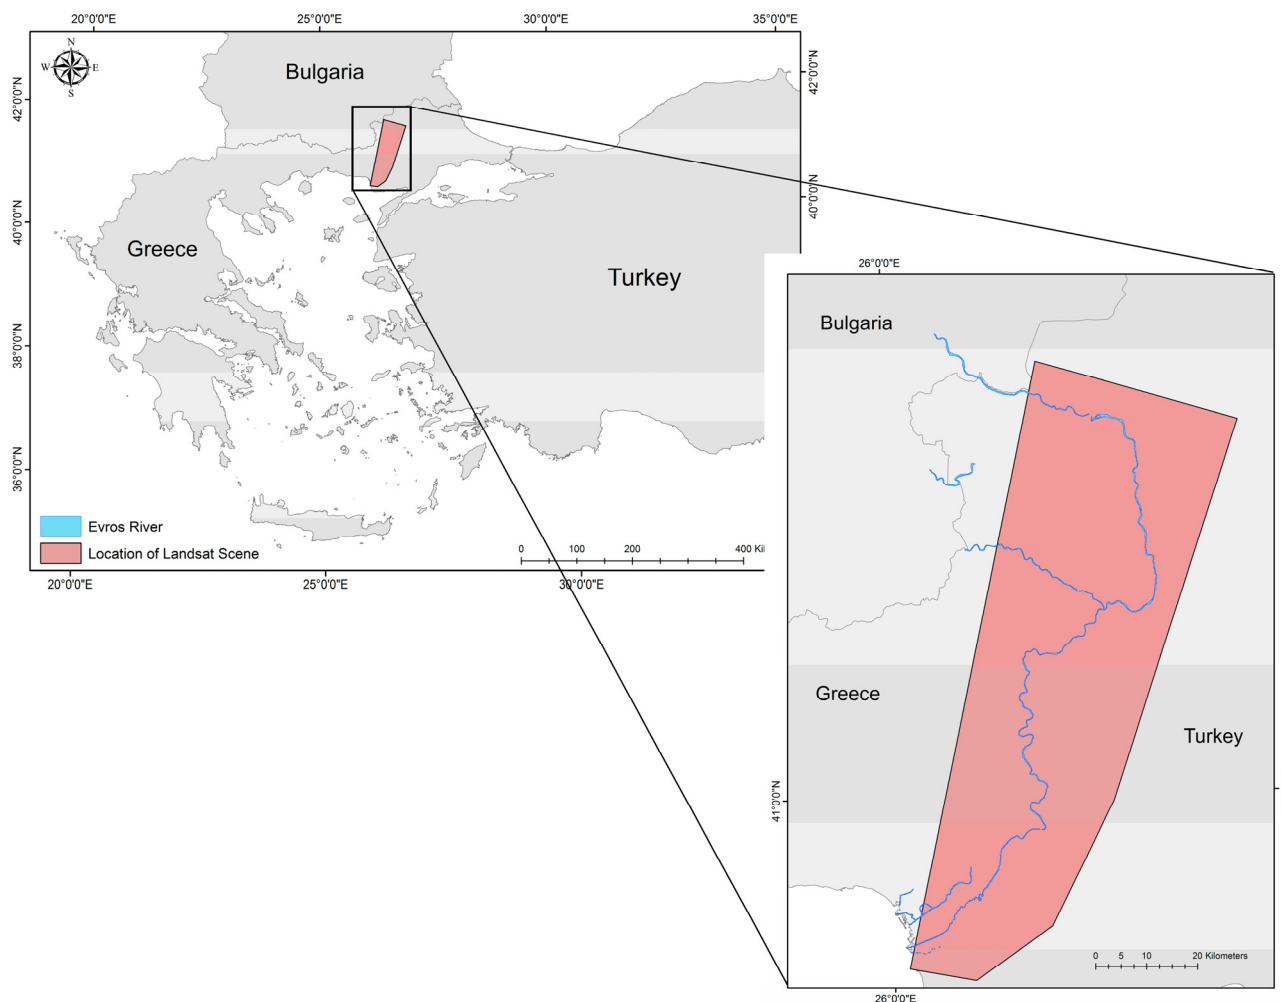 20°0'0"E 25°0'0"E 30°0'0"E 35°0'0"E
N
W E
S
Bulgaria
42°0'0"N
42°0'0"N
40°0'0"N
40°0'0"N
Greece
Turkey
38°0'0"N
36°0'0"N
Evros River
Location of Landsat Scene
0 100 200 400 Kil
20°0'0"E 25°0'0"E 30°0'0"E
26°0'0"E
Bulgaria
Greece
Turkey
41°0'0"N
0 5 10 20 Kilometers
26°0'0"E